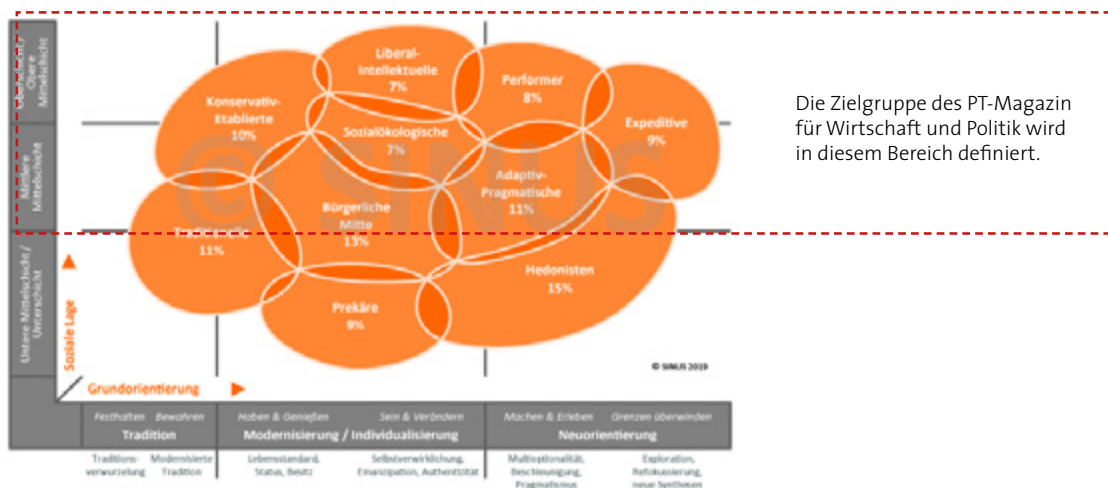 Oberschicht /
Obere
Mittelschicht
Mittlere
Mittelschicht
Untere Mittelschicht /
Unterschicht
Soziale Lage
Liberal-
Intellektuelle
7%
Performer
8%
Konservativ-
Etablierte
10%
Sozialökologische
7%
Expeditive
9%
Adaptiv-
Pragmatische
11%
Bürgerliche
Mitte
13%
Traditionelle
11%
Hedonisten
15%
Prekäre
9%
© SINUS
© SINUS 2019
Die Zielgruppe des PT-Magazin
für Wirtschaft und Politik wird
in diesem Bereich definiert.
Grundorientierung
Festhalten Bewahren
Tradition
Haben & Genießen Sein & Verändern
Modernisierung / Individualisierung
Machen & Erleben Grenzen überwinden
Neuorientierung
Traditions-
verwurzelung
Modernisierte
Tradition
Lebensstandard,
Status, Besitz
Selbstverwirklichung,
Emanzipation, Authentizität
Multioptionalität,
Beschleunigung,
Pragmatismus
Exploration,
Refokussierung,
neue Synthesen